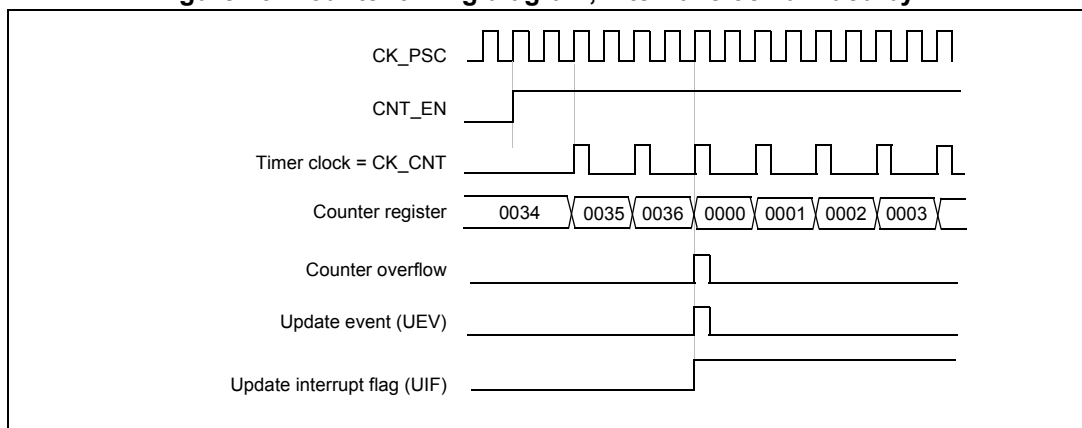 CK_PSC
CNT_EN
Timer clock = CK_CNT
Counter register 0034 0035 0036 0000 0001 0002 0003
Counter overflow
Update event (UEV)
Update interrupt flag (UIF)